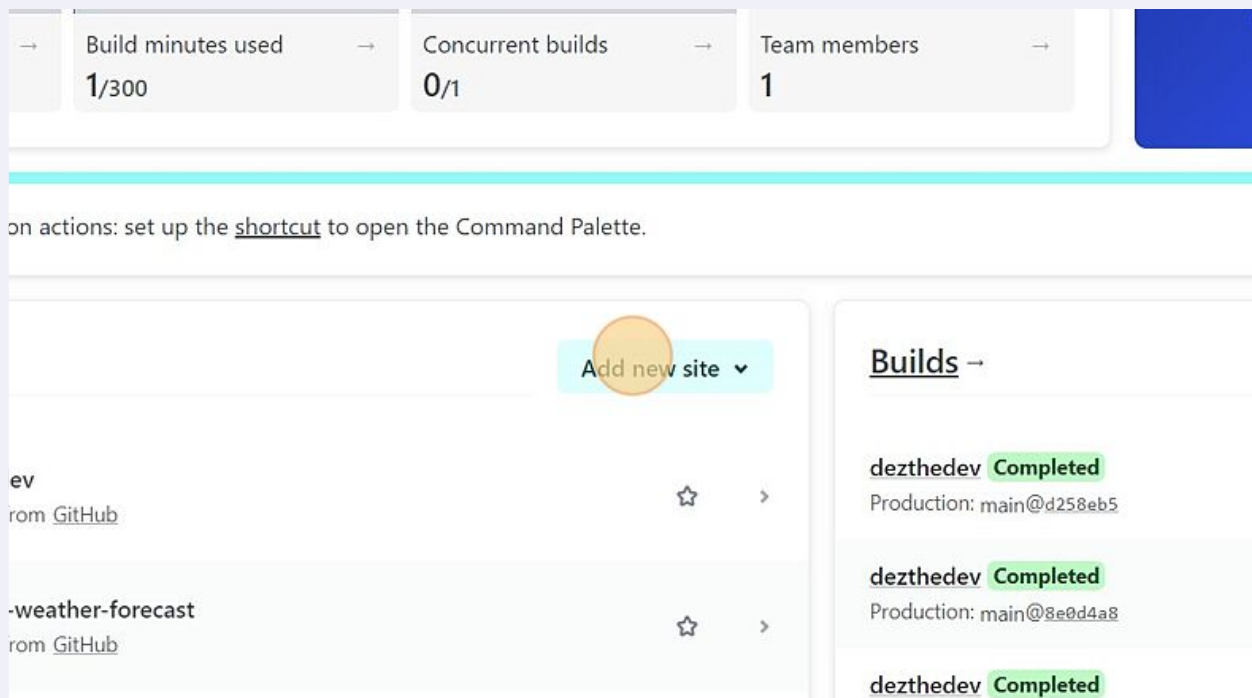 →
Build minutes used →
1/300
Concurrent builds →
0/1
Team members →
1
on actions: set up the shortcut to open the Command Palette.
Add new site
ev
rom GitHub
-weather-forecast
rom GitHub
Builds →
dezthedev Completed
Production: main@d258eb5
dezthedev Completed
Production: main@8e0d4a8
dezthedev Completed